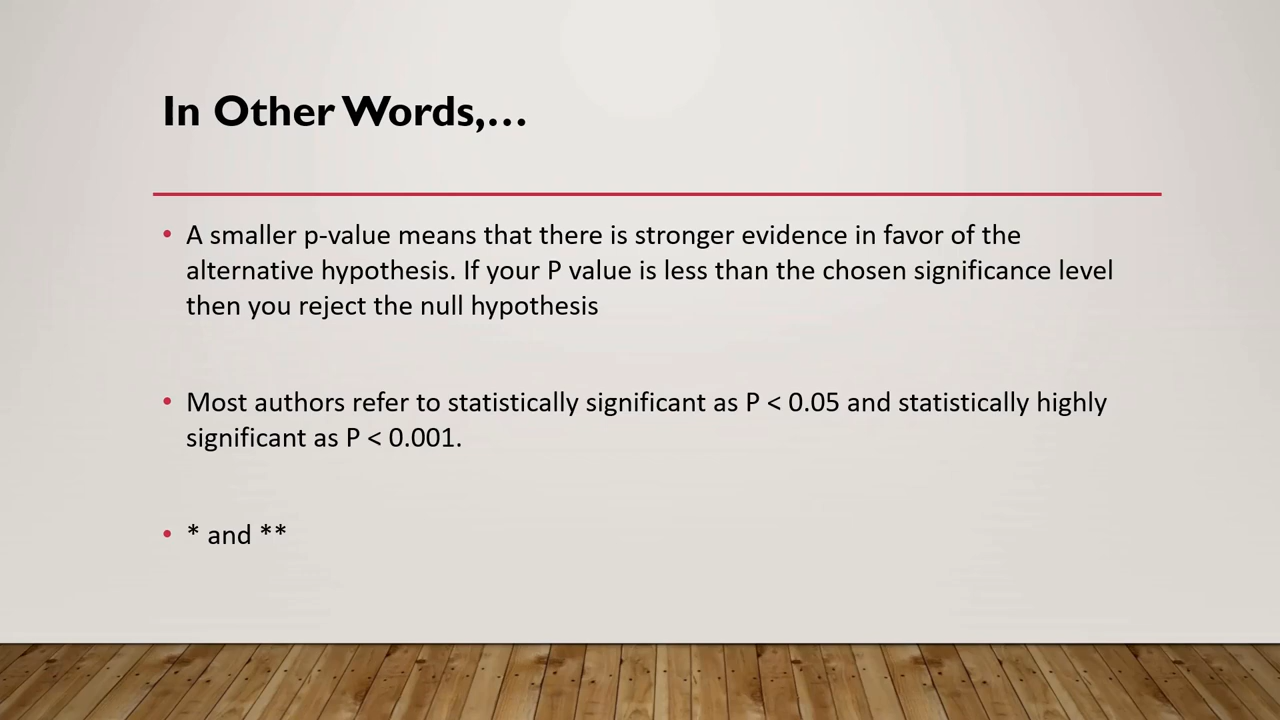 In Other Words,…
• A smaller p-value means that there is stronger evidence in favor of the
alternative hypothesis. If your P value is less than the chosen significance level
then you reject the null hypothesis
• Most authors refer to statistically significant as P < 0.05 and statistically highly
significant as P < 0.001.
• * and **